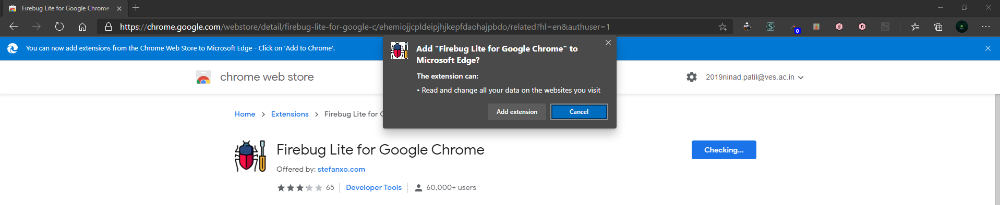 Firebug Lite for Google Chrome
https://chrome.google.com/webstore/detail/firebug-lite-for-google-c/ehemiojjcpldeipjhjkepfdaohajpbdo/related?hl=en&authuser=1
0
You can now add extensions from the Chrome Web Store to Microsoft Edge - Click on 'Add to Chrome'.
Add "Firebug Lite for Google Chrome" to
Microsoft Edge?
The extension can:
• Read and change all your data on the websites you visit
Add extension
Cancel
chrome web store
2019ninad.patil@ves.ac.in
Home > Extensions > Firebug Lite for
Firebug Lite for Google Chrome
Checking...
Offered by: stefanxo.com
65 | Developer Tools | 60,000+ users